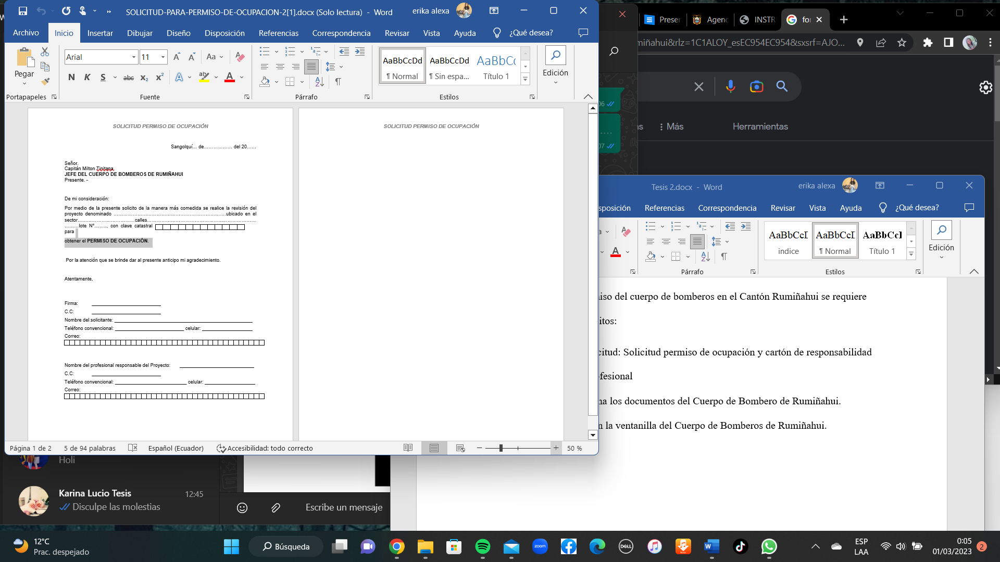 SOLICITUD-PARA-PERMISO-DE-OCUPACION-2[1].docx (Solo lectura) - Word
erika alexa
Archivo Inicio Insertar Dibujar Diseño Disposición Referencias Correspondencia Revisar Vista Ayuda ¿Qué desea?
Pegar
Arial 11
Aa
N K S abc x₂ x² A A
AaBbCcDd AaBbCcDd AaBbCc
¶ Normal ¶ Sin espa... Título 1
Edición
Portapapeles Fuente Párrafo Estilos
SOLICITUD PERMISO DE OCUPACIÓN
Sangolquí… de……………… del 20……
Señor.
Capitán Milton Tinitana
JEFE DEL CUERPO DE BOMBEROS DE RUMIÑAHUI
Presente. -
De mi consideración:
Por medio de la presente solicito de la manera más comedida se realice la revisión del
proyecto denominado ……………………………………………………………ubicado en el
sector………………………………calles……………………………………………………………
………lote N°…….., con clave catastral
para
obtener el PERMISO DE OCUPACIÓN.
Por la atención que se brinde dar al presente anticipo mi agradecimiento.
Atentamente,
Firma:
C.C:
Nombre del solicitante:
Teléfono convencional: celular:
Correo:
Nombre del profesional responsable del Proyecto:
C.C:
Teléfono convencional: celular:
Correo:
SOLICITUD PERMISO DE OCUPACIÓN
Página 1 de 2 5 de 94 palabras Español (Ecuador) Accesibilidad: todo correcto 50 %
Presen Agenc INSTR fo
miñahui&rlz=1C1ALOY_esEC954EC954&sxsrf=AJO...
as Más Herramientas
06
....
07
Tesis 2.docx - Word
erika alexa
sposición Referencias Correspondencia Revisar Vista Ayuda ¿Qué desea?
AaBbCcI AaBbCcI AaBbCcI
indice ¶ Normal Título 1
Edición
Párrafo Estilos
iso del cuerpo de bomberos en el Cantón Rumiñahui se requiere
itos:
citud: Solicitud permiso de ocupación y cartón de responsabilidad
ofesional
na los documentos del Cuerpo de Bombero de Rumiñahui.
n la ventanilla del Cuerpo de Bomberos de Rumiñahui.
Holi
Karina Lucio Tesis 12:45
Disculpe las molestias
Escribe un mensaje
12°C
Prac. despejado
Búsqueda
zoom
DELL
ESP
LAA
0:05
01/03/2023
2